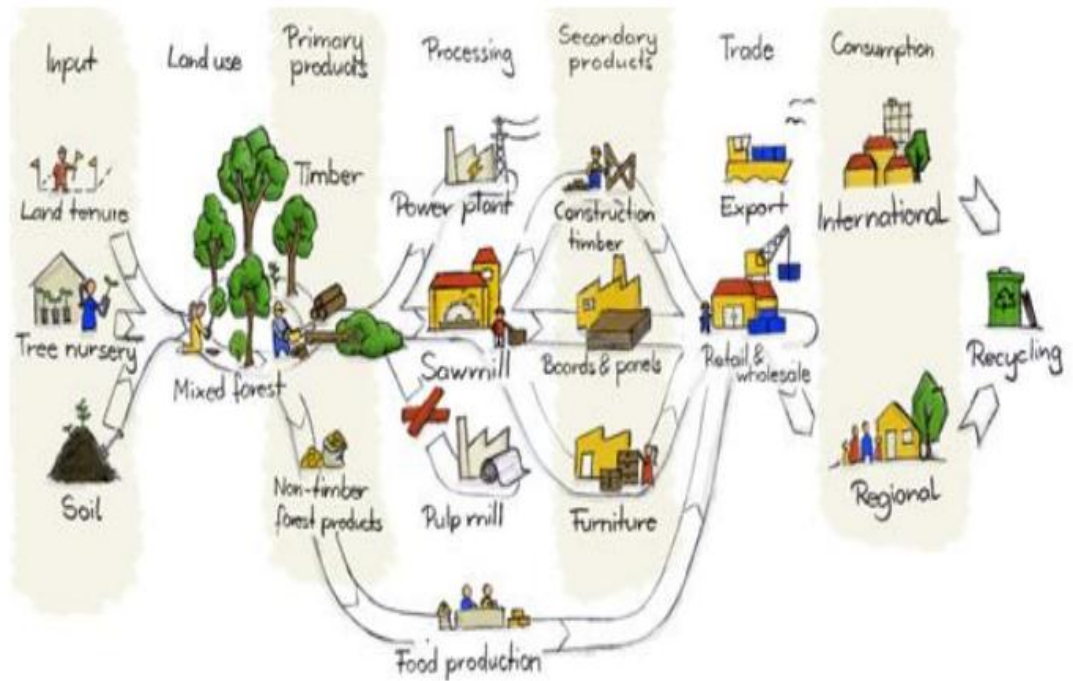 Input
Land use
Primary
products
Processing
Secondary
products
Trade
Consumption
Land tenure
Tree nursery
Soil
Mixed forest
Timber
Non-timber
forest products
Power plant
Sawmill
Pulp mill
Food production
Construction
timber
Boards & panels
Furniture
Export
Retail &
wholesale
International
Regional
Recycling